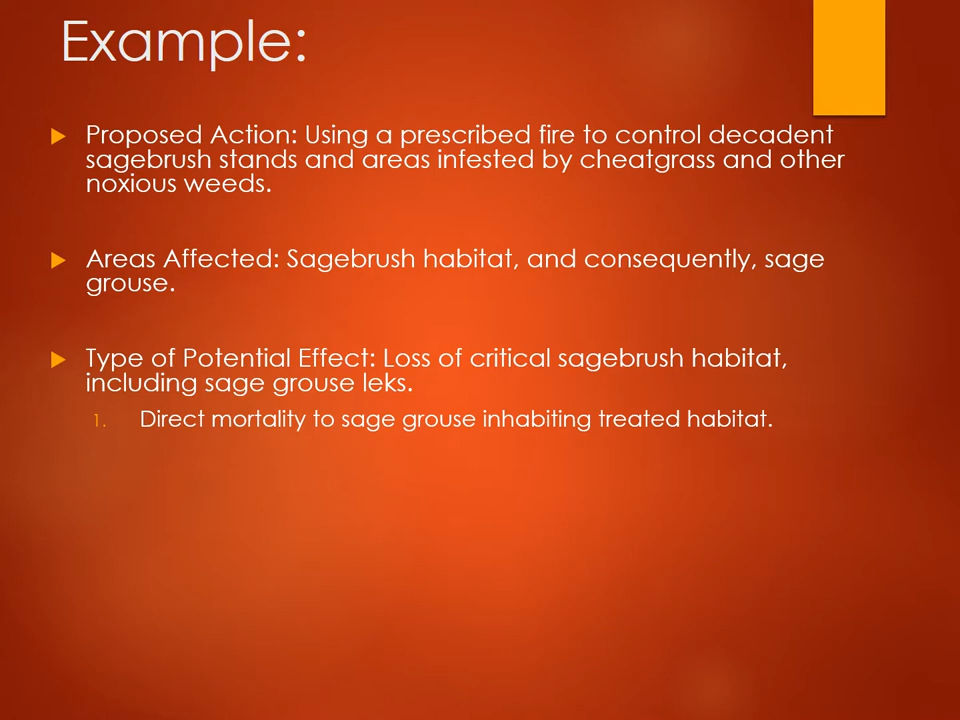 Example:
Proposed Action: Using a prescribed fire to control decadent
sagebrush stands and areas infested by cheatgrass and other
noxious weeds.
Areas Affected: Sagebrush habitat, and consequently, sage
grouse.
Type of Potential Effect: Loss of critical sagebrush habitat,
including sage grouse leks.
1. Direct mortality to sage grouse inhabiting treated habitat.